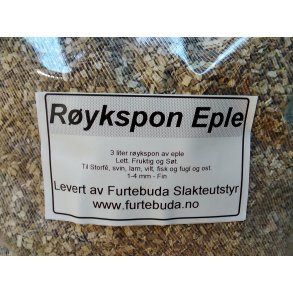 Røykspon Eple
3 liter røykspon av eple
Lett. Fruktig og Søt.
Til Storfé, svin, lam, vilt, fisk og fugl og ost.
1-4 mm - Fin
Levert av Furtebuda Slakteutstyr
www.furtebuda.no